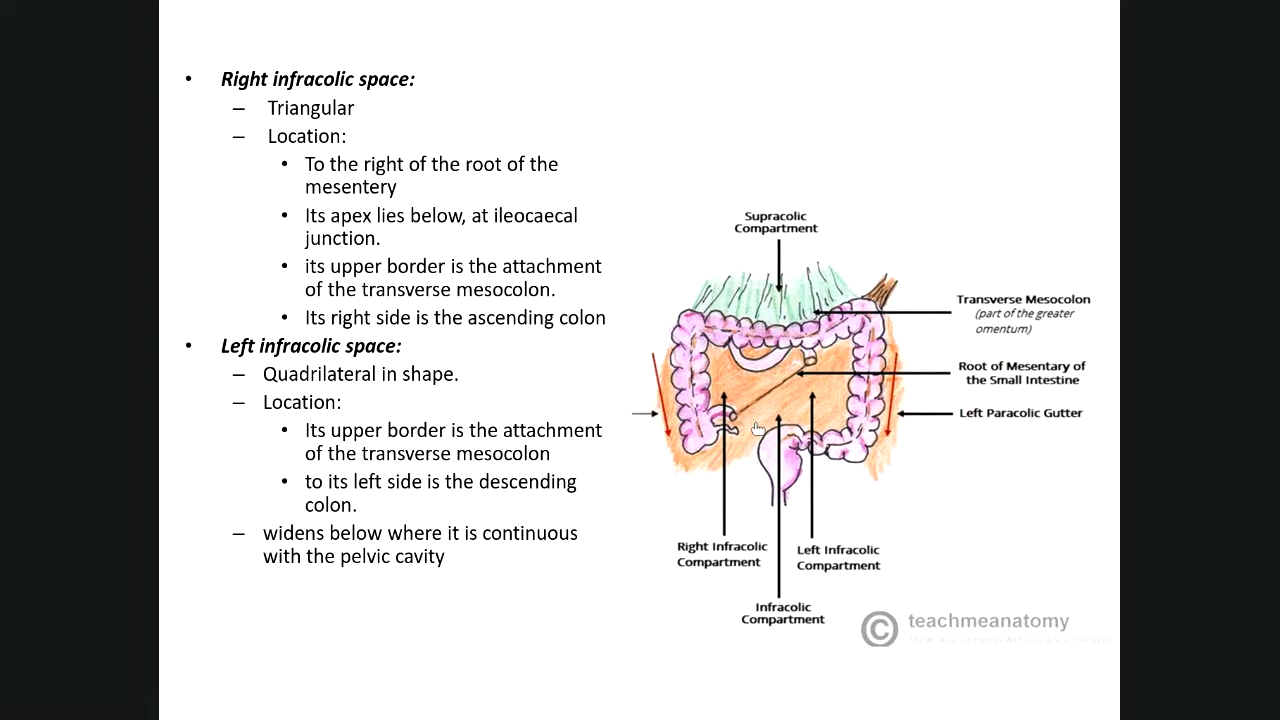 • Right infracolic space:
– Triangular
– Location:
• To the right of the root of the
mesentery
• Its apex lies below, at ileocaecal
junction.
• its upper border is the attachment
of the transverse mesocolon.
• Its right side is the ascending colon
• Left infracolic space:
– Quadrilateral in shape.
– Location:
• Its upper border is the attachment
of the transverse mesocolon
• to its left side is the descending
colon.
– widens below where it is continuous
with the pelvic cavity
Supracolic
Compartment
Transverse Mesocolon
(part of the greater
omentum)
Root of Mesentary of
the Small Intestine
Left Paracolic Gutter
Right Infracolic
Compartment
Left Infracolic
Compartment
Infracolic
Compartment
© teachmeanatomy